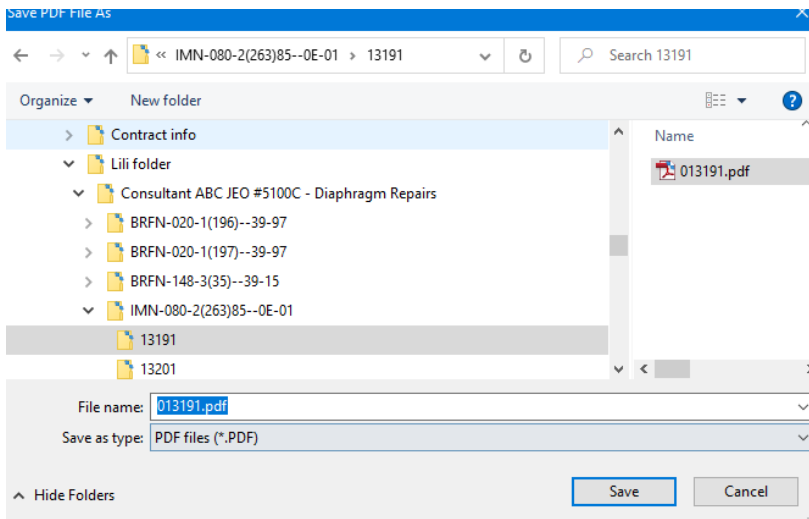 Save PDF File As
« IMN-080-2(263)85--0E-01 › 13191
Search 13191
Organize
New folder
Contract info
Name
Lili folder
013191.pdf
Consultant ABC JEO #5100C - Diaphragm Repairs
BRFN-020-1(196)--39-97
BRFN-020-1(197)--39-97
BRFN-148-3(35)--39-15
IMN-080-2(263)85--0E-01
13191
13201
File name: 013191.pdf
Save as type: PDF files (*.PDF)
Hide Folders
Save
Cancel